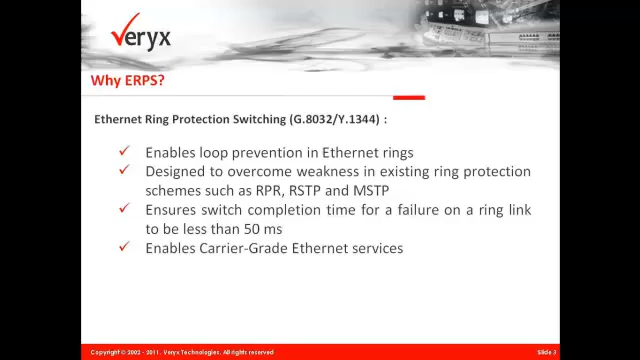 veryx
Why ERPS?
Ethernet Ring Protection Switching (G.8032/Y.1344) :
✓ Enables loop prevention in Ethernet rings
✓ Designed to overcome weakness in existing ring protection
schemes such as RPR, RSTP and MSTP
✓ Ensures switch completion time for a failure on a ring link
to be less than 50 ms
✓ Enables Carrier-Grade Ethernet services
Copyright © 2002 - 2011. Veryx Technologies. All rights reserved
Slide 3